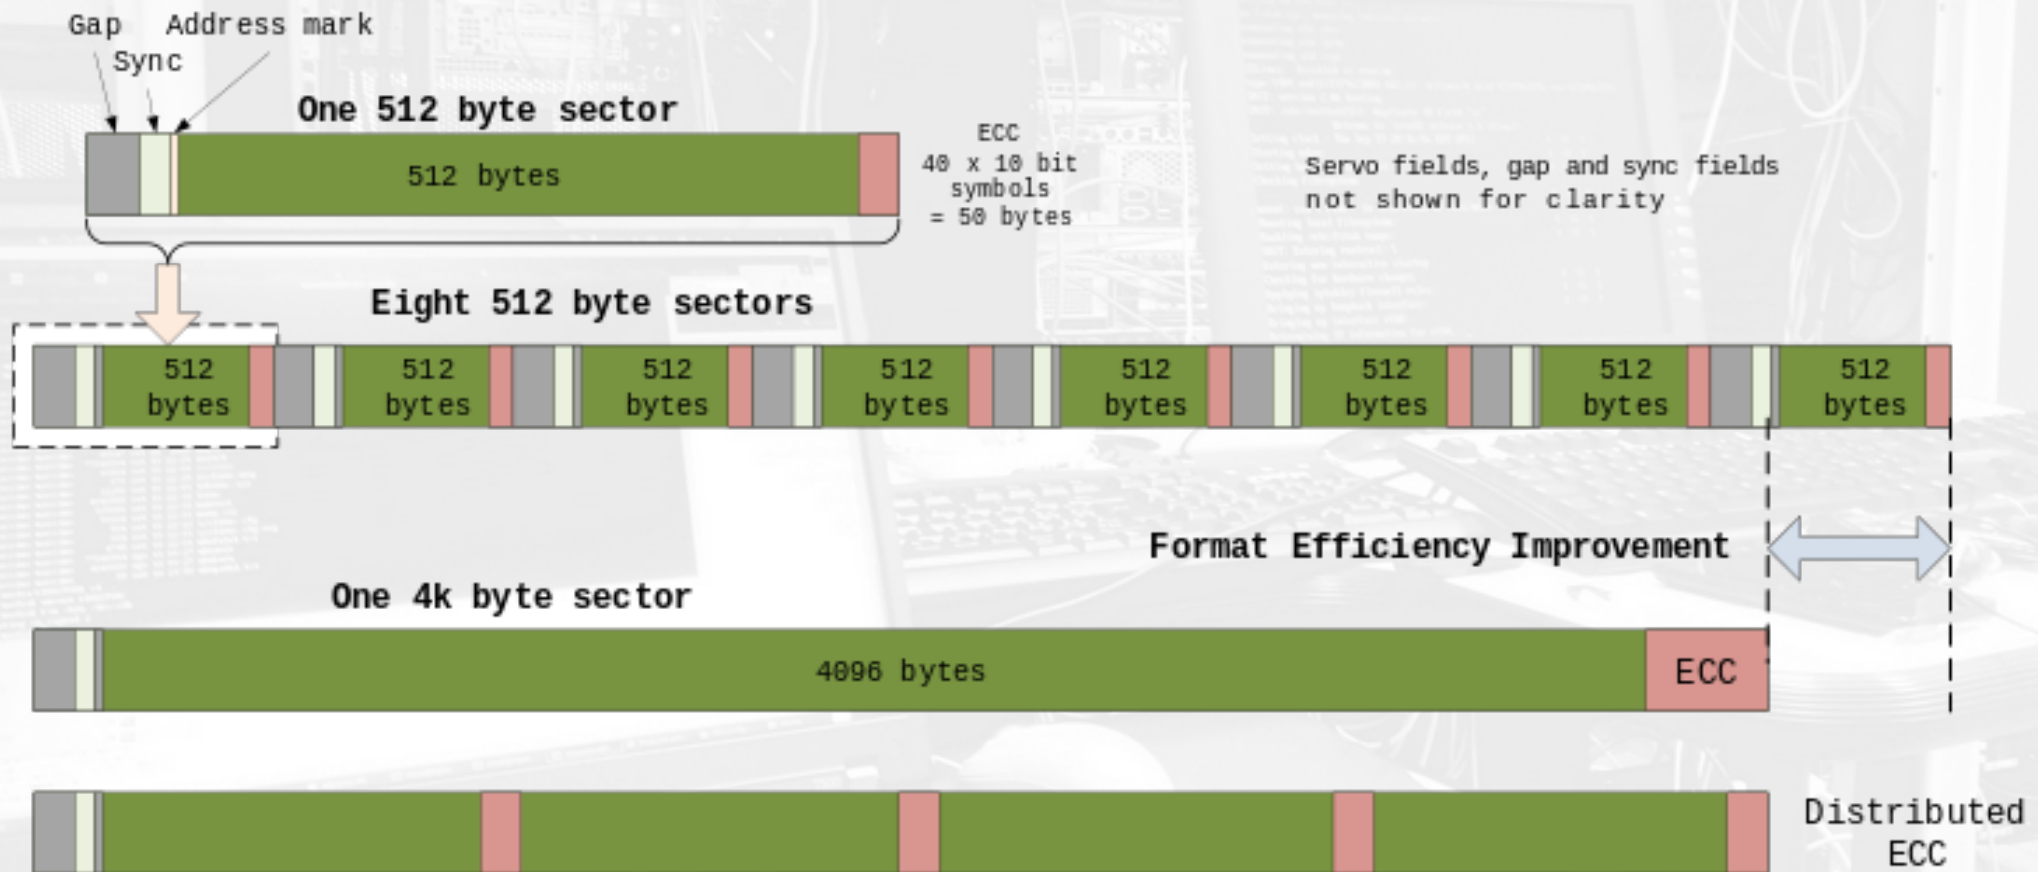 Gap Address mark
Sync
One 512 byte sector
512 bytes
ECC
40 x 10 bit
symbols
= 50 bytes
Servo fields, gap and sync fields
not shown for clarity
Eight 512 byte sectors
512
bytes
512
bytes
512
bytes
512
bytes
512
bytes
512
bytes
512
bytes
512
bytes
Format Efficiency Improvement
One 4k byte sector
4096 bytes
ECC
Distributed
ECC